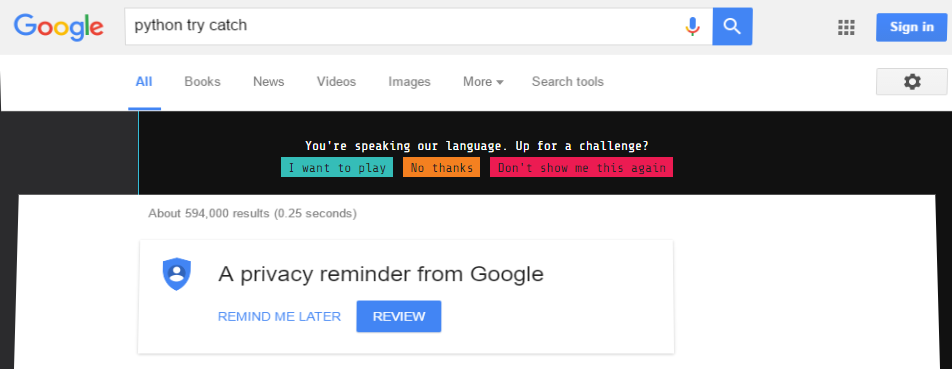 Google python try catch Sign in
All Books News Videos Images More Search tools
You're speaking our language. Up for a challenge?
I want to play No thanks Don't show me this again
About 594,000 results (0.25 seconds)
A privacy reminder from Google
REMIND ME LATER REVIEW